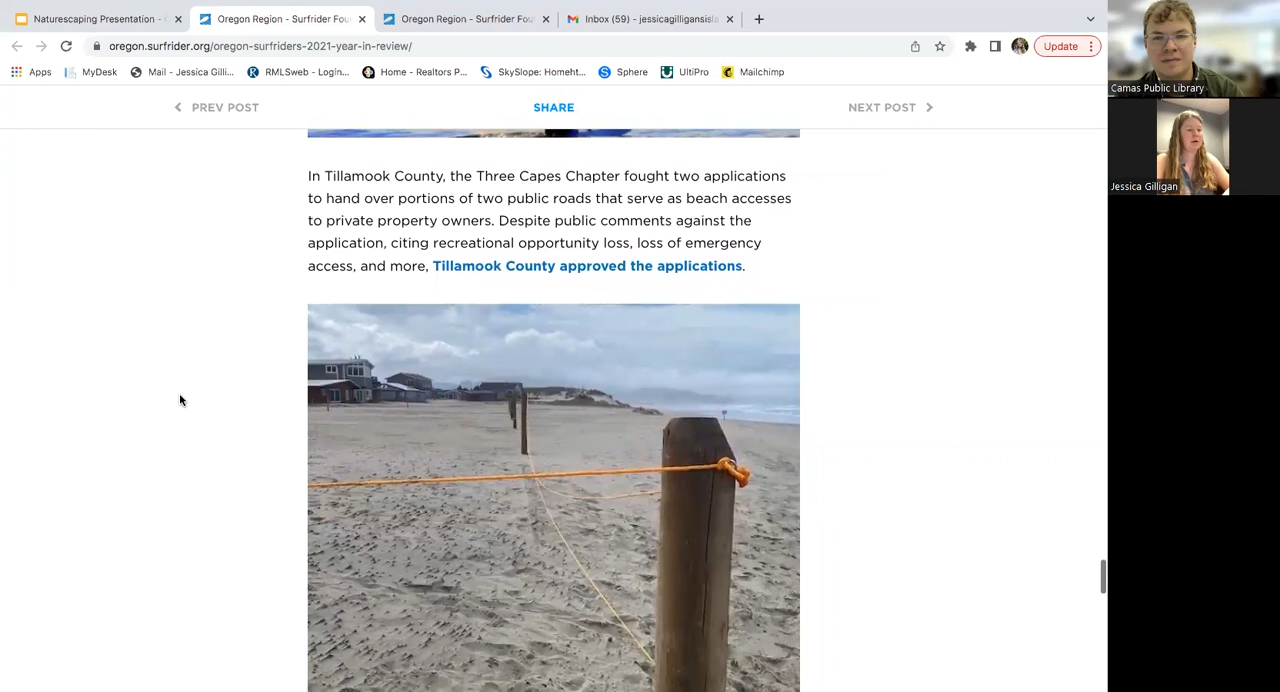 Naturescaping Presentation -
Oregon Region - Surfrider Fou
Oregon Region - Surfrider Fou
Inbox (59) - jessicagilligansisla
oregon.surfrider.org/oregon-surfriders-2021-year-in-review/
Update
Apps
MyDesk
Mail - Jessica Gilli...
RMLSweb - Login...
Home - Realtors P...
SkySlope: Homeht...
Sphere
UltiPro
Mailchimp
PREV POST
SHARE
NEXT POST
In Tillamook County, the Three Capes Chapter fought two applications
to hand over portions of two public roads that serve as beach accesses
to private property owners. Despite public comments against the
application, citing recreational opportunity loss, loss of emergency
access, and more, Tillamook County approved the applications.
Camas Public Library
Jessica Gilligan